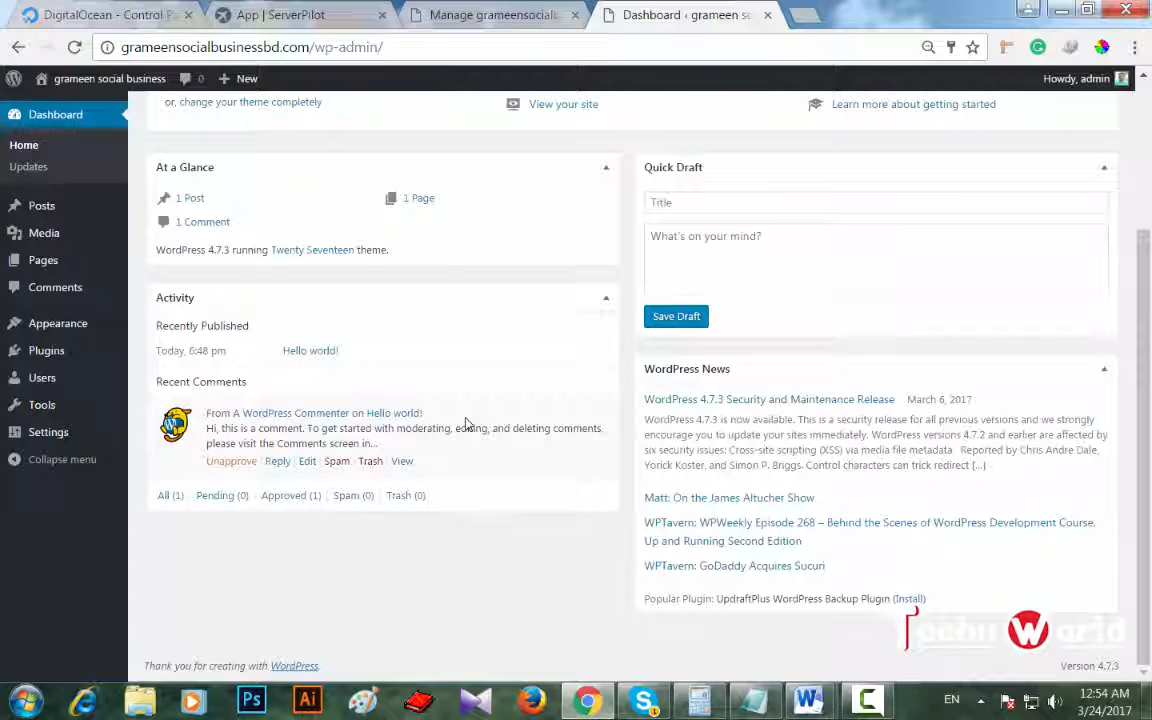 DigitalOcean - Control P
App | ServerPilot
Manage grameensocial
Dashboard ‹ grameen so
grameensocialbusinessbd.com/wp-admin/
grameen social business
0
New
Howdy, admin
Dashboard
Home
Updates
Posts
Media
Pages
Comments
Appearance
Plugins
Users
Tools
Settings
Collapse menu
or, change your theme completely
View your site
Learn more about getting started
At a Glance
1 Post
1 Page
1 Comment
WordPress 4.7.3 running Twenty Seventeen theme.
Activity
Recently Published
Today, 6:48 pm
Hello world!
Recent Comments
From A WordPress Commenter on Hello world!
Hi, this is a comment. To get started with moderating, editing, and deleting comments,
please visit the Comments screen in...
Unapprove | Reply | Edit | Spam | Trash | View
All (1) | Pending (0) | Approved (1) | Spam (0) | Trash (0)
Quick Draft
Title
What's on your mind?
Save Draft
WordPress News
WordPress 4.7.3 Security and Maintenance Release March 6, 2017
WordPress 4.7.3 is now available. This is a security release for all previous versions and we strongly
encourage you to update your sites immediately. WordPress versions 4.7.2 and earlier are affected by
six security issues: Cross-site scripting (XSS) via media file metadata. Reported by Chris Andrè Dale,
Yorick Koster, and Simon P. Briggs. Control characters can trick redirect [...]
Matt: On the James Altucher Show
WPTavern: WPWeekly Episode 268 – Behind the Scenes of WordPress Development Course,
Up and Running Second Edition
WPTavern: GoDaddy Acquires Sucuri
Popular Plugin: UpdraftPlus WordPress Backup Plugin (Install)
World
Thank you for creating with WordPress.
Version 4.7.3
Ps
Ai
EN
12:54 AM
3/24/2017